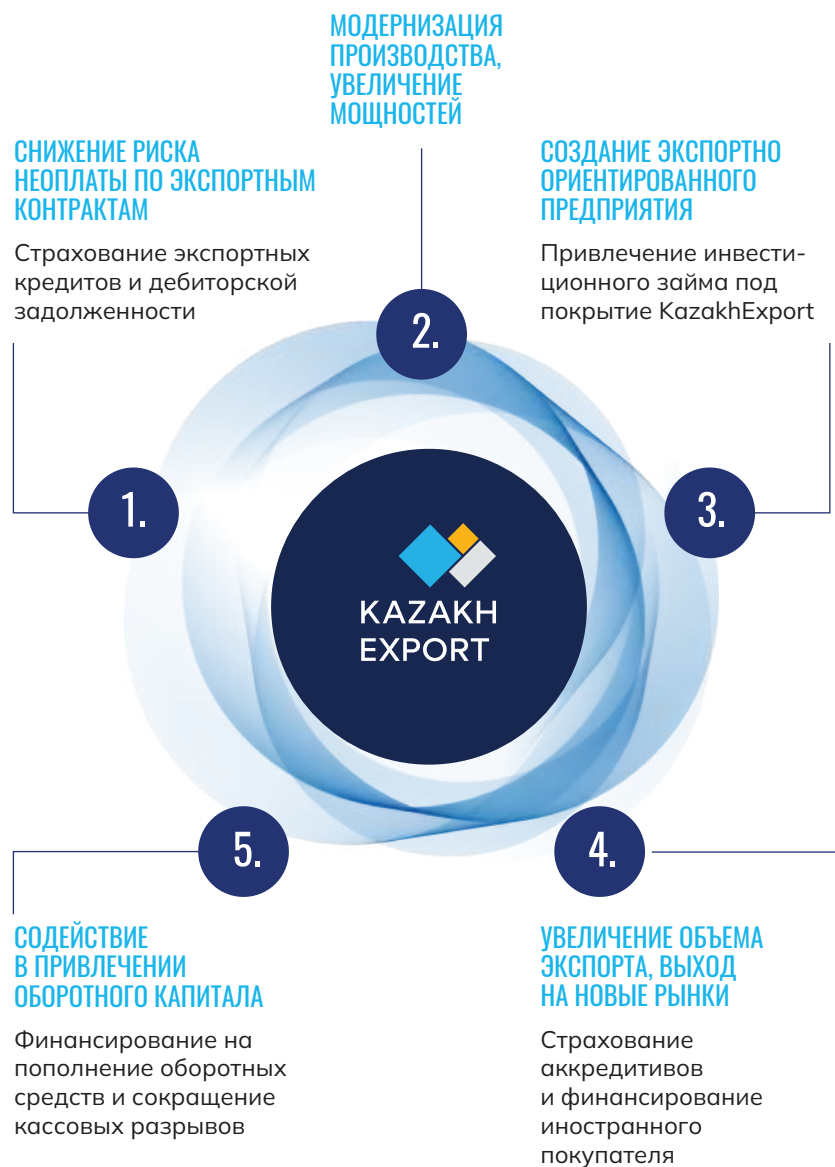 МОДЕРНИЗАЦИЯ
ПРОИЗВОДСТВА,
УВЕЛИЧЕНИЕ
МОЩНОСТЕЙ
СНИЖЕНИЕ РИСКА
НЕОПЛАТЫ ПО ЭКСПОРТНЫМ
КОНТРАКТАМ
Страхование экспортных
кредитов и дебиторской
задолженности
СОЗДАНИЕ ЭКСПОРТНО
ОРИЕНТИРОВАННОГО
ПРЕДПРИЯТИЯ
Привлечение инвести-
ционного займа под
покрытие KazakhExport
2.
1.
3.
KAZAKH
EXPORT
5.
4.
СОДЕЙСТВИЕ
В ПРИВЛЕЧЕНИИ
ОБОРОТНОГО КАПИТАЛА
Финансирование на
пополнение оборотных
средств и сокращение
кассовых разрывов
УВЕЛИЧЕНИЕ ОБЪЕМА
ЭКСПОРТА, ВЫХОД
НА НОВЫЕ РЫНКИ
Страхование
аккредитивов
и финансирование
иностранного
покупателя